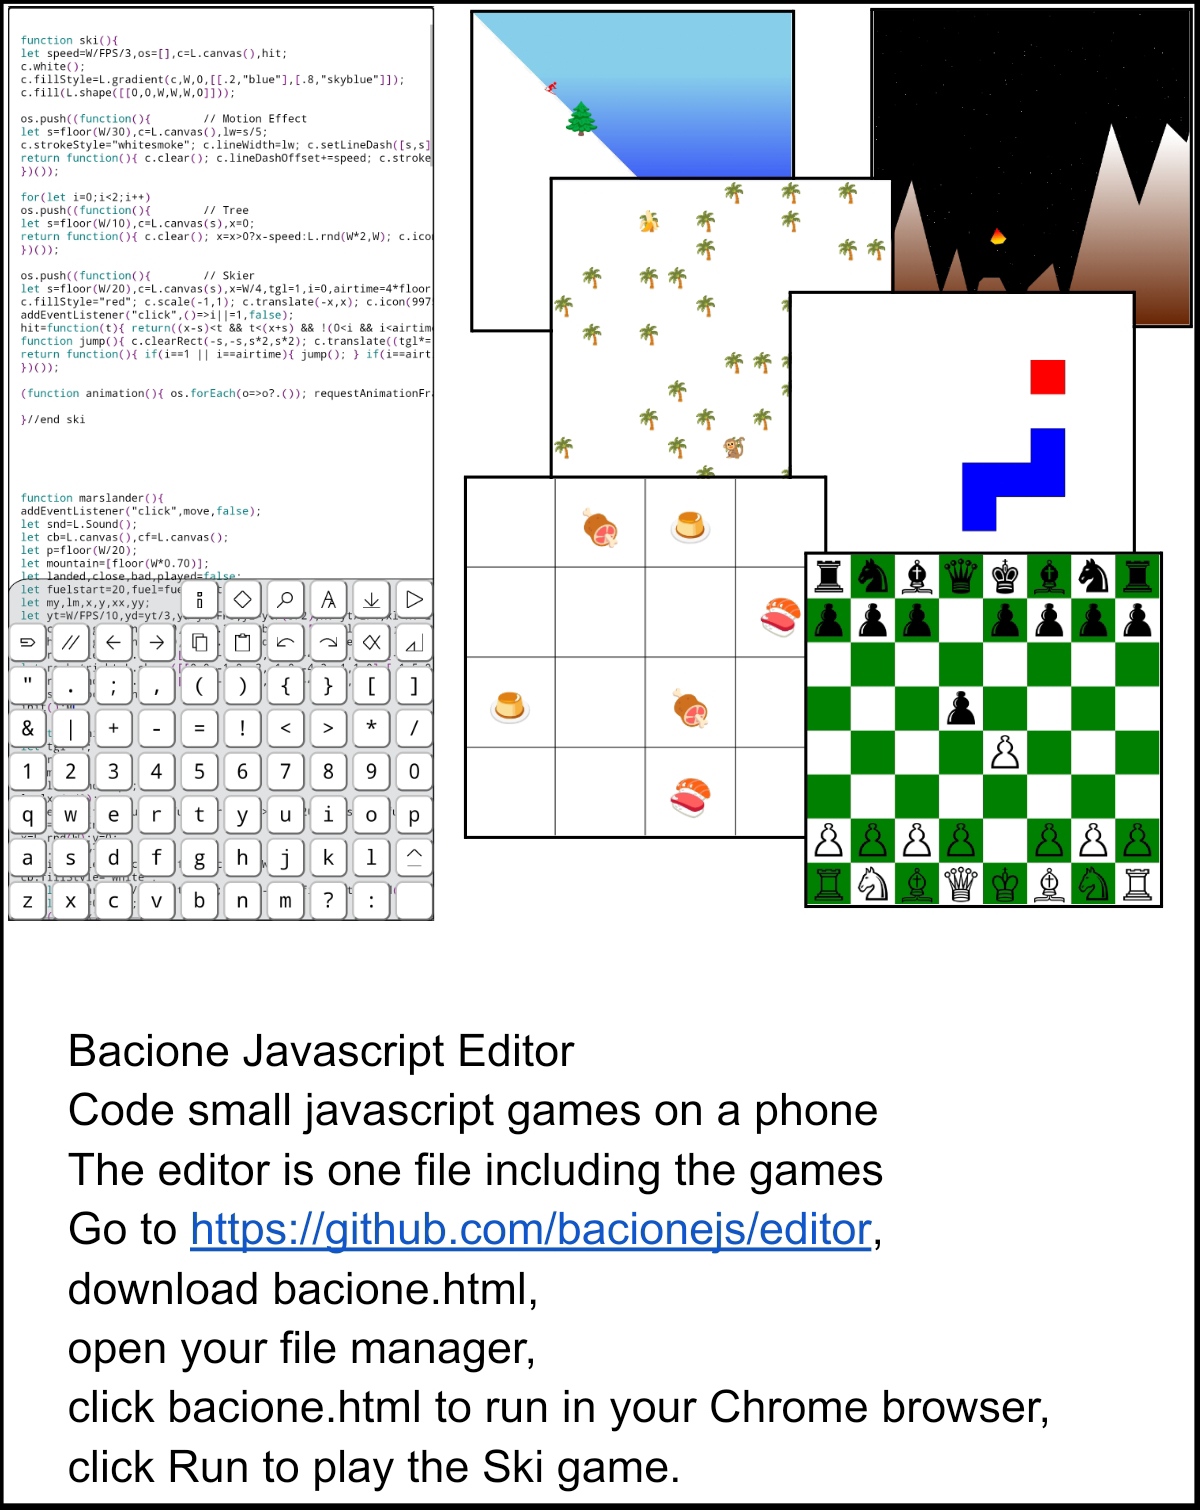 function ski(){
let speed=W/FPS/3,os=[],c=L.canvas(),hit;
c.white();
c.fillStyle=L.gradient(c,W,0,[[.2,"blue"],[.8,"skyblue"]]);
c.fill(L.shape([[0,0,W,W,W,0]]));
os.push((function(){ // Motion Effect
let s=floor(W/30),c=L.canvas(),lw=s/5;
c.strokeStyle="whitesmoke"; c.lineWidth=lw; c.setLineDash([s,s]
return function(){ c.clear(); c.lineDashOffset+=speed; c.stroke
})());
for(let i=0;i<2;i++)
os.push((function(){ // Tree
let s=floor(W/10),c=L.canvas(s),x=0;
return function(){ c.clear(); x=x>0?x-speed:L.rnd(W*2,W); c.ico
})());
os.push((function(){ // Skier
let s=floor(W/20),c=L.canvas(s),x=W/4,tgl=1,i=0,airtime=4*floor
c.fillStyle="red"; c.scale(-1,1); c.translate(-x,x); c.icon(997
addEventListener("click",()=>i||=1,false);
hit=function(t){ return((x-s)<t && t<(x+s) && !(0<i && i<airtim
function jump(){ c.clearRect(-s,-s,s*2,s*2); c.translate((tgl*=
return function(){ if(i==1 || i==airtime){ jump(); } if(i==airt
})());
(function animation(){ os.forEach(o=>o?.()); requestAnimationFr
}//end ski
function marslander(){
addEventListener("click",move,false);
let snd=L.Sound();
let cb=L.canvas(),cf=L.canvas();
let p=floor(W/20);
let mountain=[floor(W*0.70)];
let landed,close,bad,played=false;
let fuelstart=20,fuel=fue
let my,lm,x,y,xx,yy;
let yt=W/FPS/10,yd=yt/3,
" . ; , ( ) { } [ ]
& | + - = ! < > * /
1 2 3 4 5 6 7 8 9 0
q w e r t y u i o p
a s d f g h j k l ^
z x c v b n m ? :
Bacione Javascript Editor
Code small javascript games on a phone
The editor is one file including the games
Go to https://github.com/bacionejs/editor,
download bacione.html,
open your file manager,
click bacione.html to run in your Chrome browser,
click Run to play the Ski game.